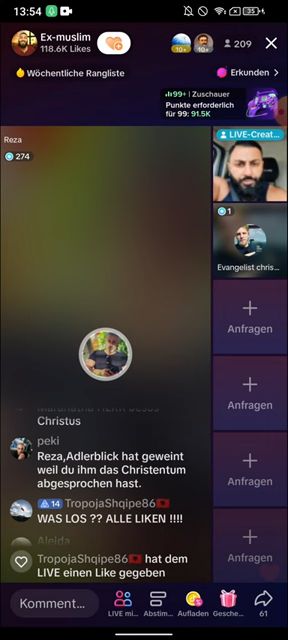 13:54
35
Ex-muslim
118.6K Likes
10+
10+
209
Wöchentliche Rangliste
Erkunden
99+ | Zuschauer
Punkte erforderlich
für 99: 91.5K
Reza
274
LIVE-Creat...
1
Evangelist chris...
Anfragen
Anfragen
Anfragen
Anfragen
Christus
peki
Reza,Adlerblick hat geweint
weil du ihm das Christentum
abgesprochen hast.
14 TropojaShqipe86
WAS LOS ?? ALLE LIKEN !!!!
Aleida
TropojaShqipe86 hat dem
LIVE einen Like gegeben
Komment...
LIVE mi...
Abstim...
Aufladen
Gesche...
61